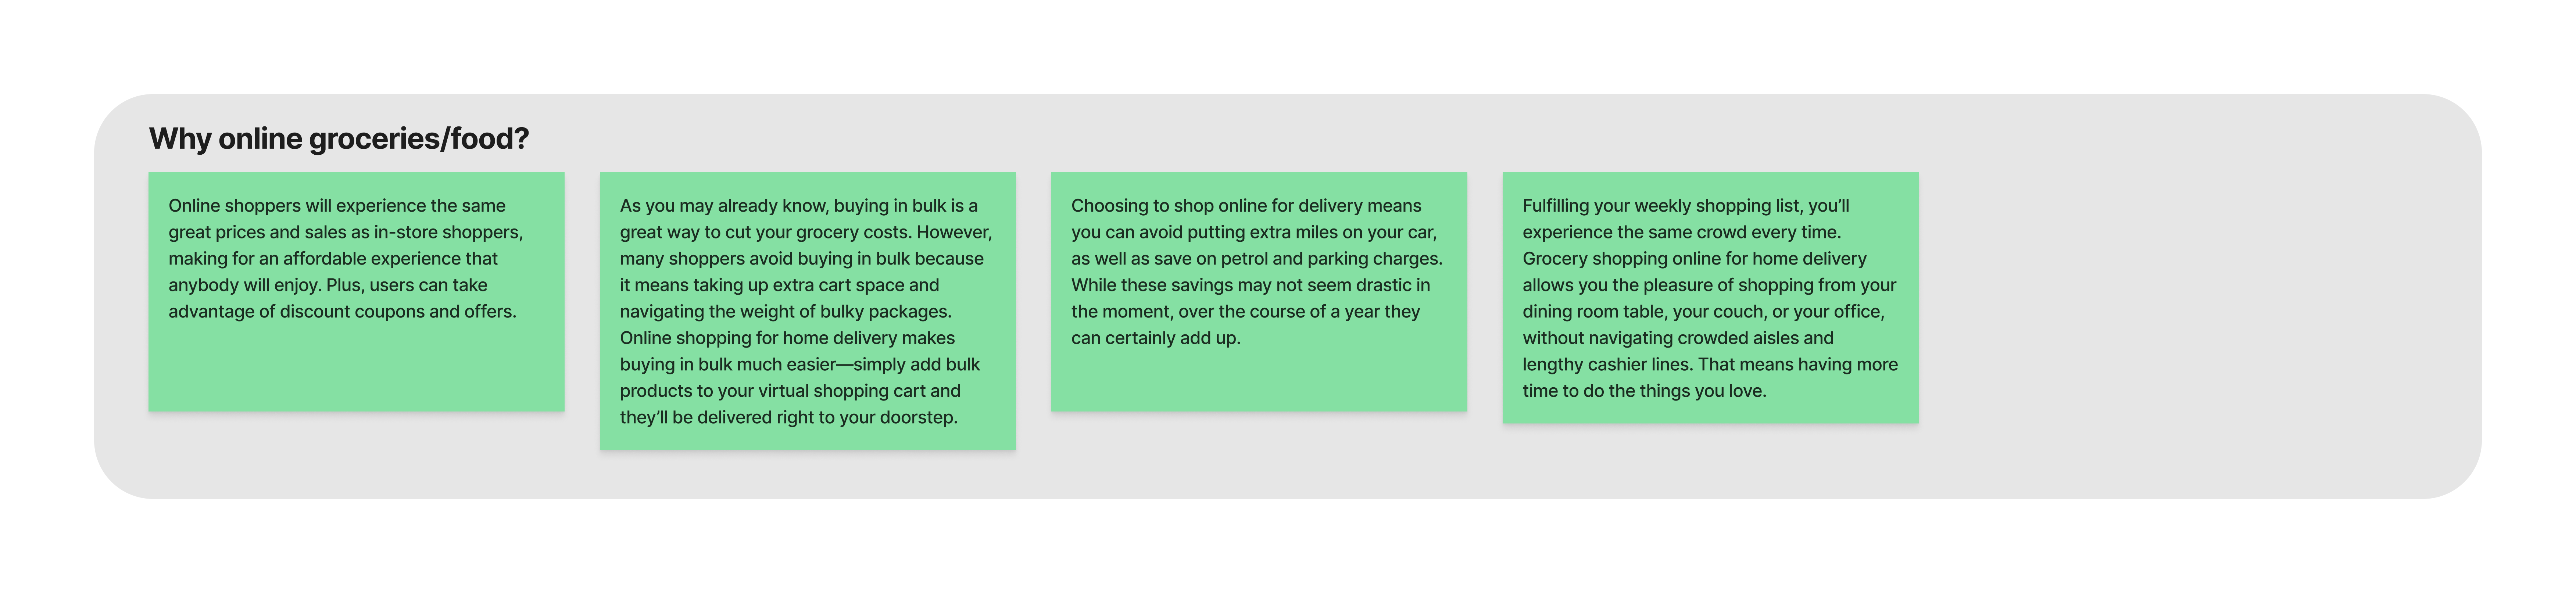 Why online groceries/food?
Online shoppers will experience the same
great prices and sales as in-store shoppers,
making for an affordable experience that
anybody will enjoy. Plus, users can take
advantage of discount coupons and offers.
As you may already know, buying in bulk is a
great way to cut your grocery costs. However,
many shoppers avoid buying in bulk because
it means taking up extra cart space and
navigating the weight of bulky packages.
Online shopping for home delivery makes
buying in bulk much easier—simply add bulk
products to your virtual shopping cart and
they’ll be delivered right to your doorstep.
Choosing to shop online for delivery means
you can avoid putting extra miles on your car,
as well as save on petrol and parking charges.
While these savings may not seem drastic in
the moment, over the course of a year they
can certainly add up.
Fulfilling your weekly shopping list, you’ll
experience the same crowd every time.
Grocery shopping online for home delivery
allows you the pleasure of shopping from your
dining room table, your couch, or your office,
without navigating crowded aisles and
lengthy cashier lines. That means having more
time to do the things you love.